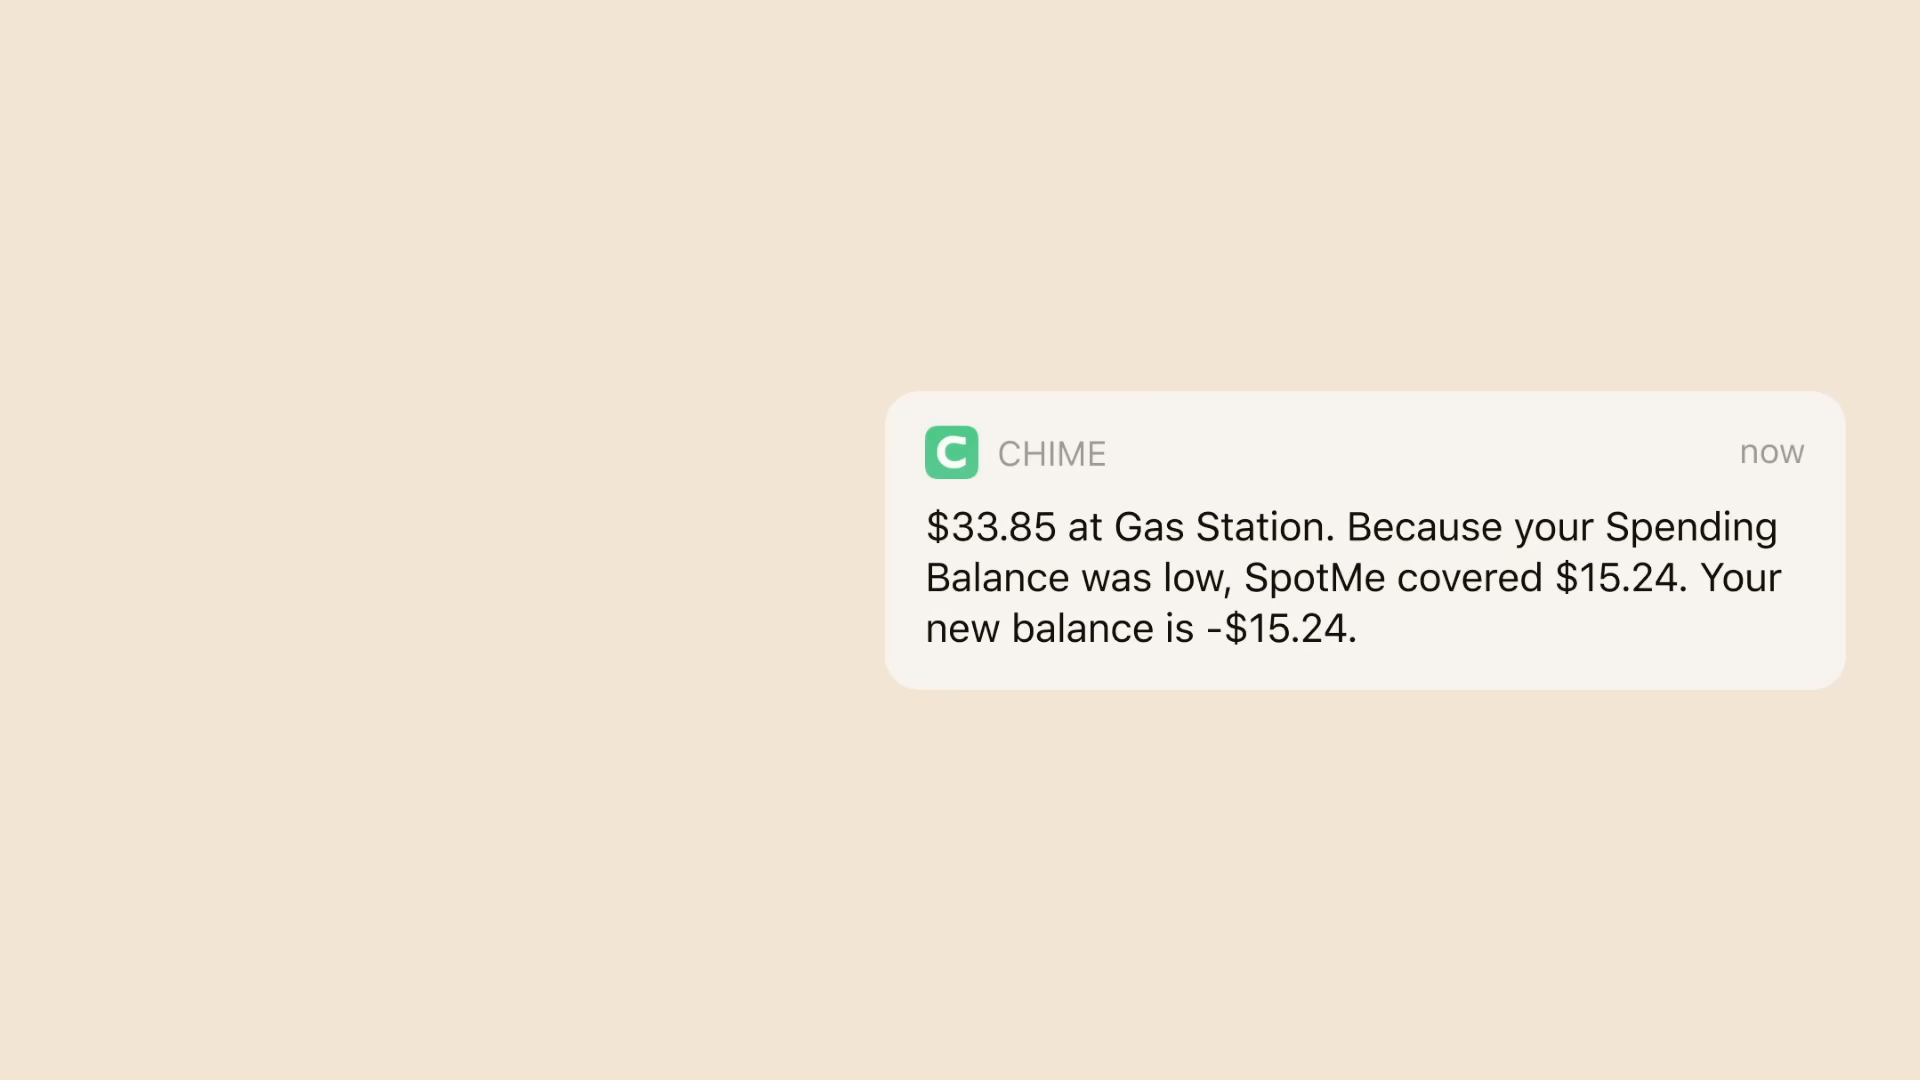 C CHIME now
$33.85 at Gas Station. Because your Spending
Balance was low, SpotMe covered $15.24. Your
new balance is -$15.24.